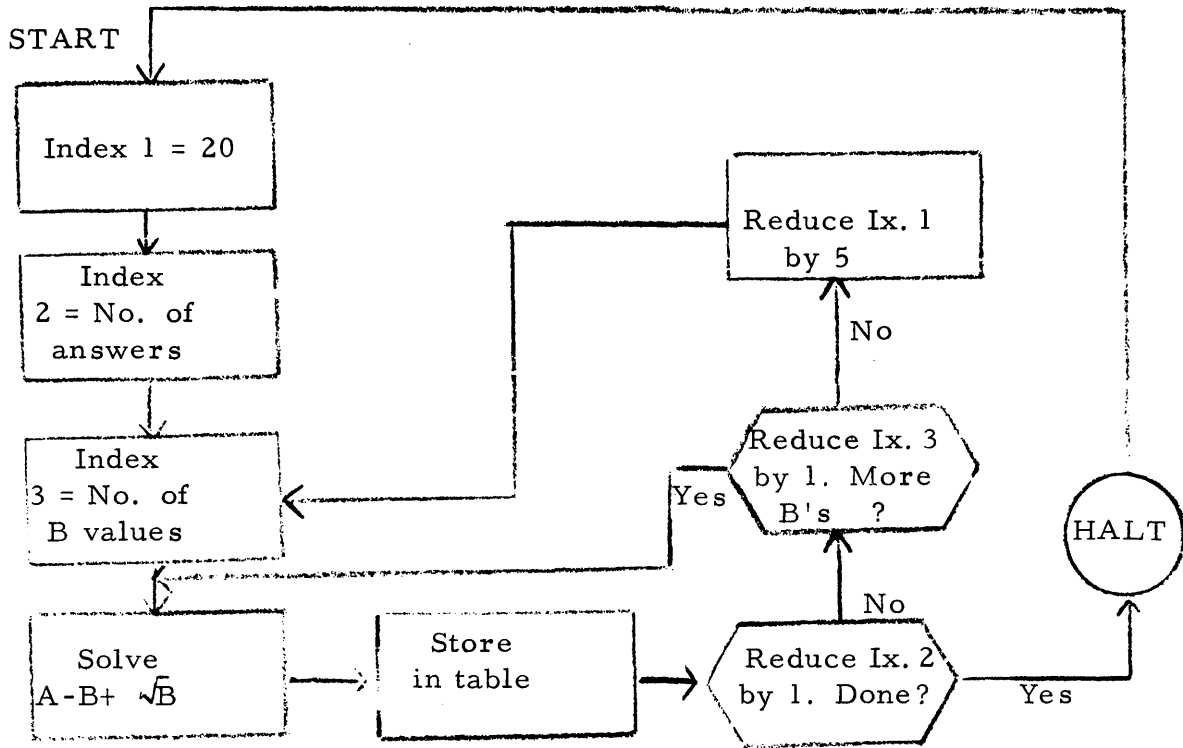 START
Index 1 = 20
Index
2 = No. of
answers
Index
3 = No. of
B values
Solve
A-B+ √B
Store
in table
Reduce Ix. 2
by 1. Done?
No
Yes
Reduce Ix. 3
by 1. More
B's ?
Yes
No
Reduce Ix. 1
by 5
HALT